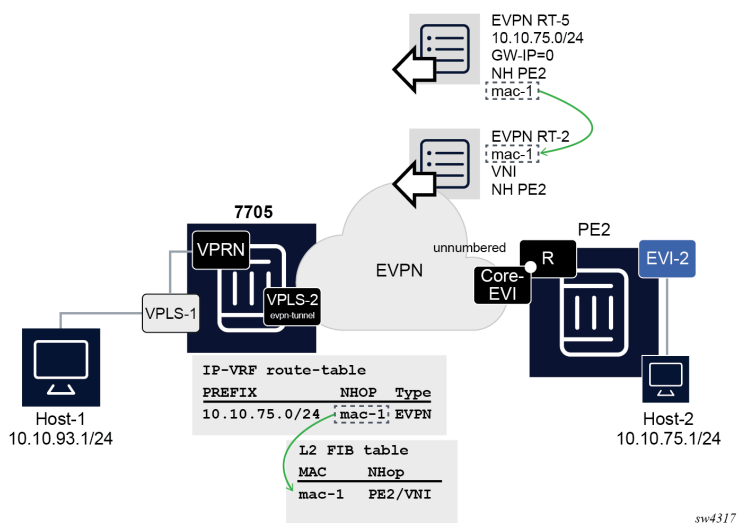 EVPN RT-5
10.10.75.0/24
GW-IP=0
NH PE2
mac-1
EVPN RT-2
mac-1
VNI
NH PE2
7705
PE2
unnumbered
VPRN
R
EVI-2
EVPN
Core-
EVI
VPLS-2
evpn-tunnel
VPLS-1
IP-VRF route-table
PREFIX NHOP Type
10.10.75.0/24 mac-1 EVPN
Host-1
10.10.93.1/24
Host-2
10.10.75.1/24
L2 FIB table
MAC NHop
mac-1 PE2/VNI
sw4317